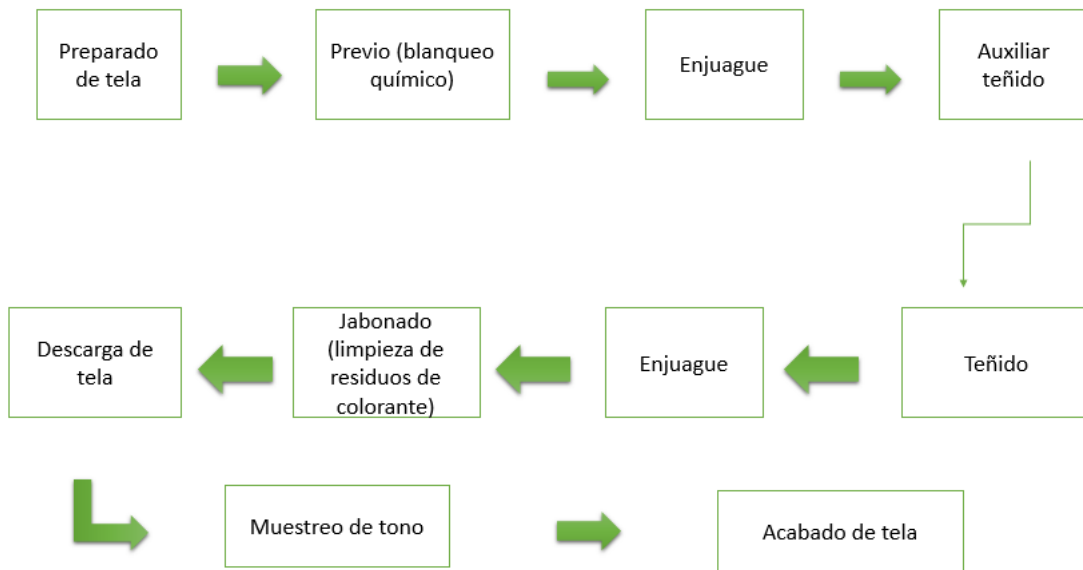 Preparado
de tela
Previo (blanqueo
químico)
Enjuague
Auxiliar
teñido
Descarga de
tela
Jabonado
(limpieza de
residuos de
colorante)
Enjuague
Teñido
Muestreo de tono
Acabado de tela